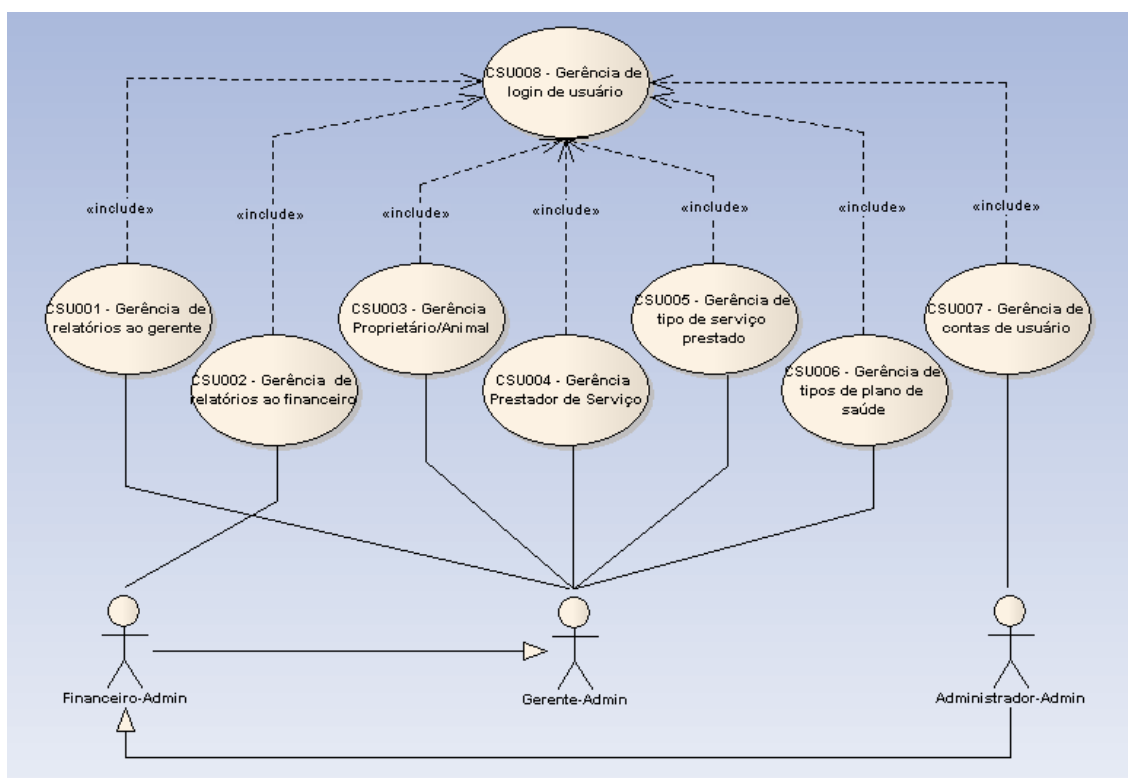 CSU008 - Gerência de
login de usuário
«include»
«include»
«include»
«include»
«include»
«include»
«include»
CSU001 - Gerência de
relatórios ao gerente
CSU002 - Gerência de
relatórios ao financeiro
CSU003 - Gerência
Proprietário/Animal
CSU004 - Gerência
Prestador de Serviço
CSU005 - Gerência de
tipo de serviço
prestado
CSU006 - Gerência de
tipos de plano de
saúde
CSU007 - Gerência de
contas de usuário
Financeiro-Admin
Gerente-Admin
Administrador-Admin